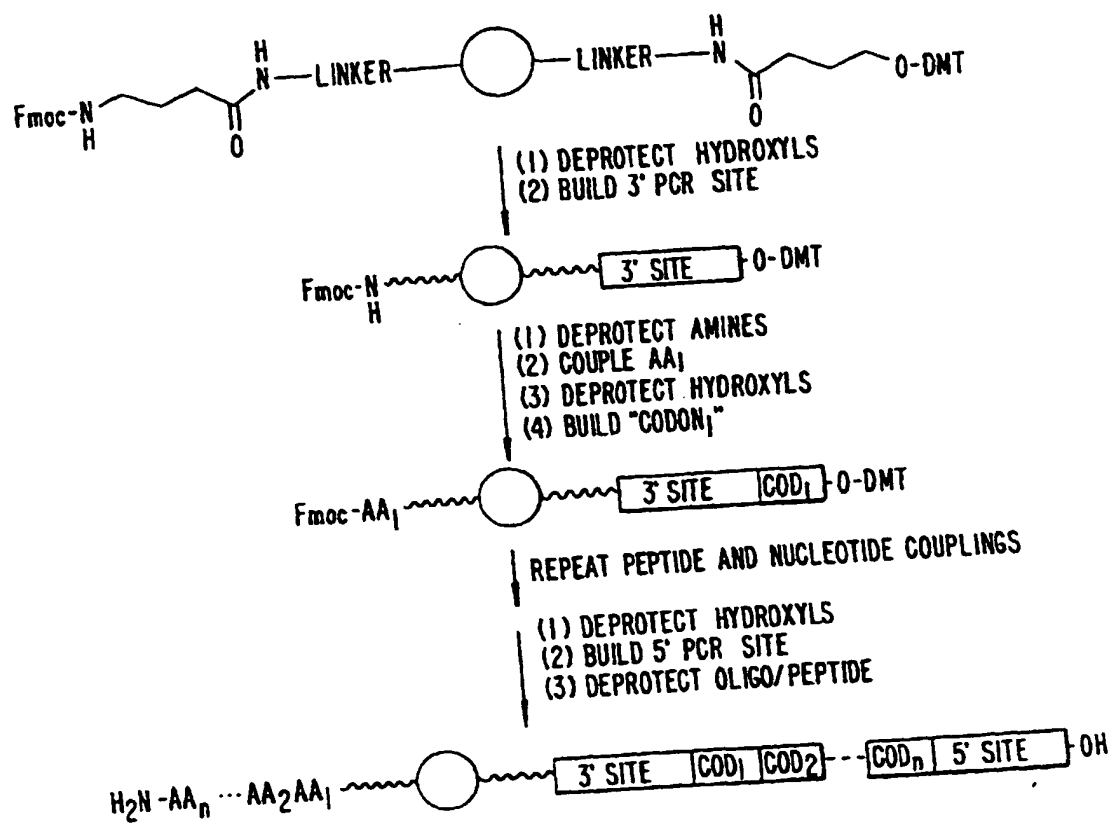 H H
Fmoc-N N—LINKER LINKER—N O-DMT
H O O
(1) DEPROTECT HYDROXYLS
(2) BUILD 3' PCR SITE
Fmoc-N 3' SITE O-DMT
H
(1) DEPROTECT AMINES
(2) COUPLE AA₁
(3) DEPROTECT HYDROXYLS
(4) BUILD "CODON₁"
Fmoc-AA₁ 3' SITE COD₁ O-DMT
REPEAT PEPTIDE AND NUCLEOTIDE COUPLINGS
(1) DEPROTECT HYDROXYLS
(2) BUILD 5' PCR SITE
(3) DEPROTECT OLIGO/PEPTIDE
H₂N-AAₙ ··· AA₂AA₁ 3' SITE COD₁ COD₂ --- CODₙ 5' SITE OH